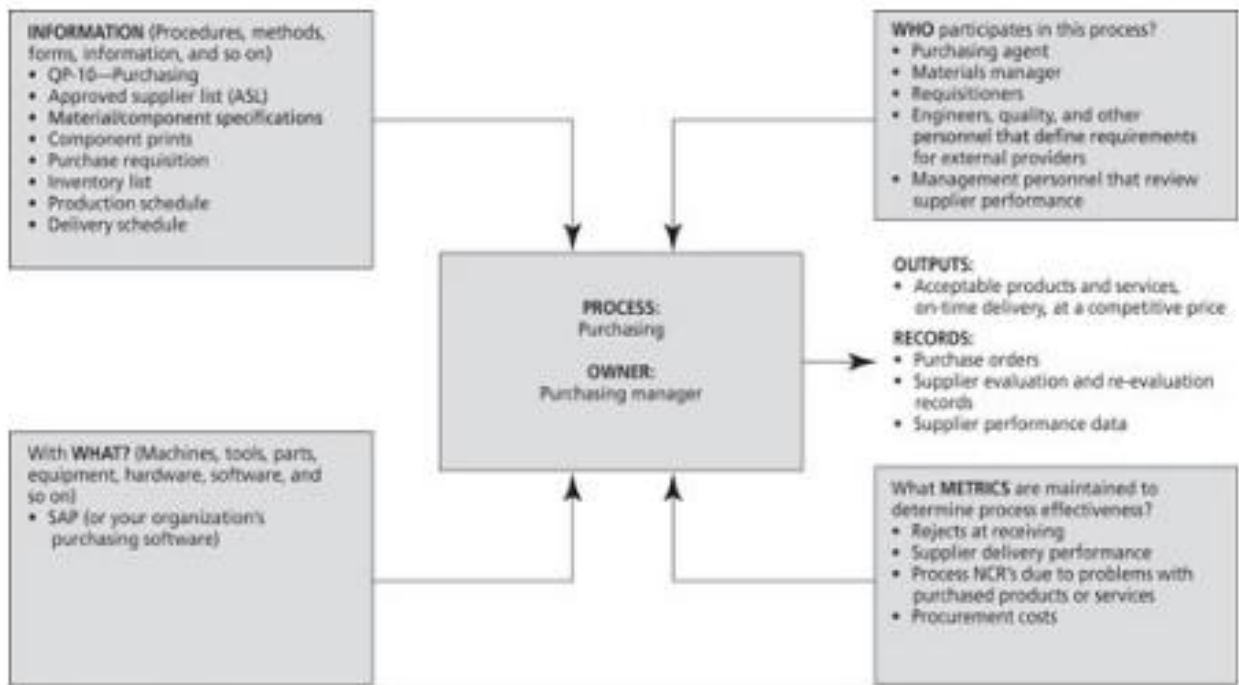 INFORMATION (Procedures, methods,
forms, information, and so on)
• QP-10—Purchasing
• Approved supplier list (ASL)
• Material/component specifications
• Component prints
• Purchase requisition
• Inventory list
• Production schedule
• Delivery schedule
WHO participates in this process?
• Purchasing agent
• Materials manager
• Requisitioners
• Engineers, quality, and other
personnel that define requirements
for external providers
• Management personnel that review
supplier performance
PROCESS:
Purchasing
OWNER:
Purchasing manager
OUTPUTS:
• Acceptable products and services,
on-time delivery, at a competitive price
RECORDS:
• Purchase orders
• Supplier evaluation and re-evaluation
records
• Supplier performance data
With WHAT? (Machines, tools, parts,
equipment, hardware, software, and
so on)
• SAP (or your organization's
purchasing software)
What METRICS are maintained to
determine process effectiveness?
• Rejects at receiving
• Supplier delivery performance
• Process NCR's due to problems with
purchased products or services
• Procurement costs